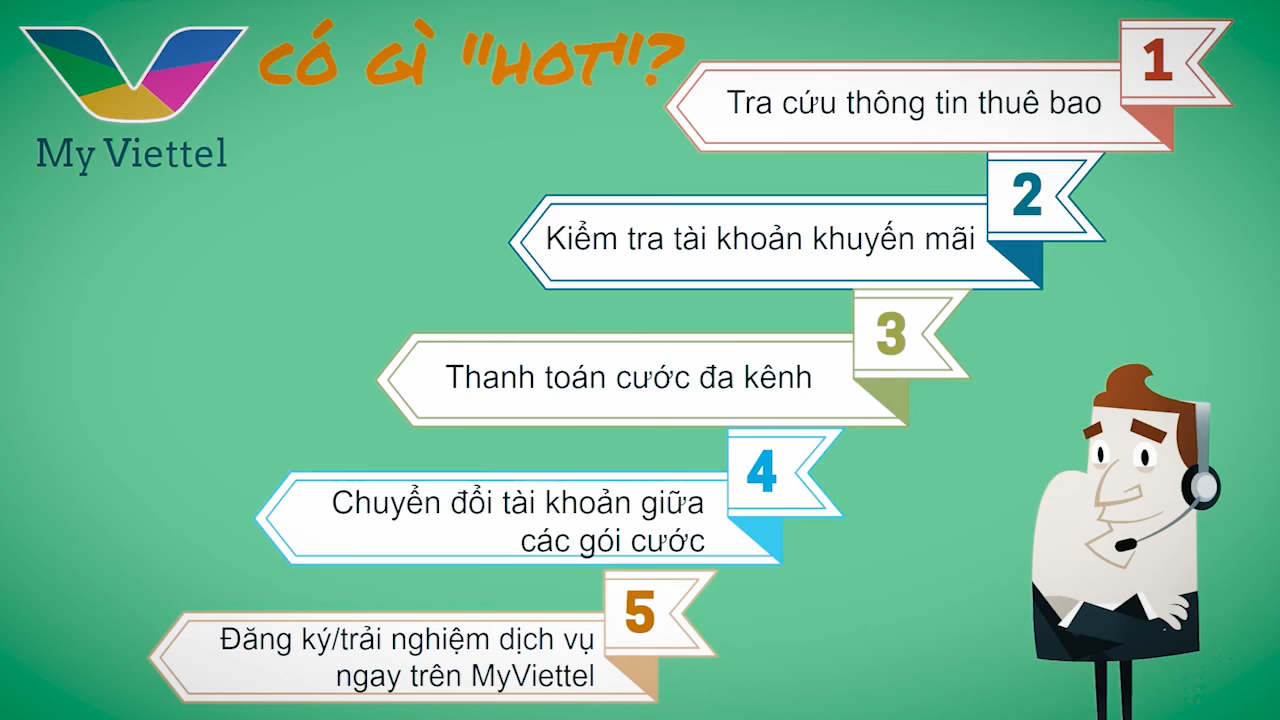 CÓ GÌ "HOT"?
My Viettel
1
Tra cứu thông tin thuê bao
2
Kiểm tra tài khoản khuyến mãi
3
Thanh toán cước đa kênh
4
Chuyển đổi tài khoản giữa
các gói cước
5
Đăng ký/trải nghiệm dịch vụ
ngay trên MyViettel